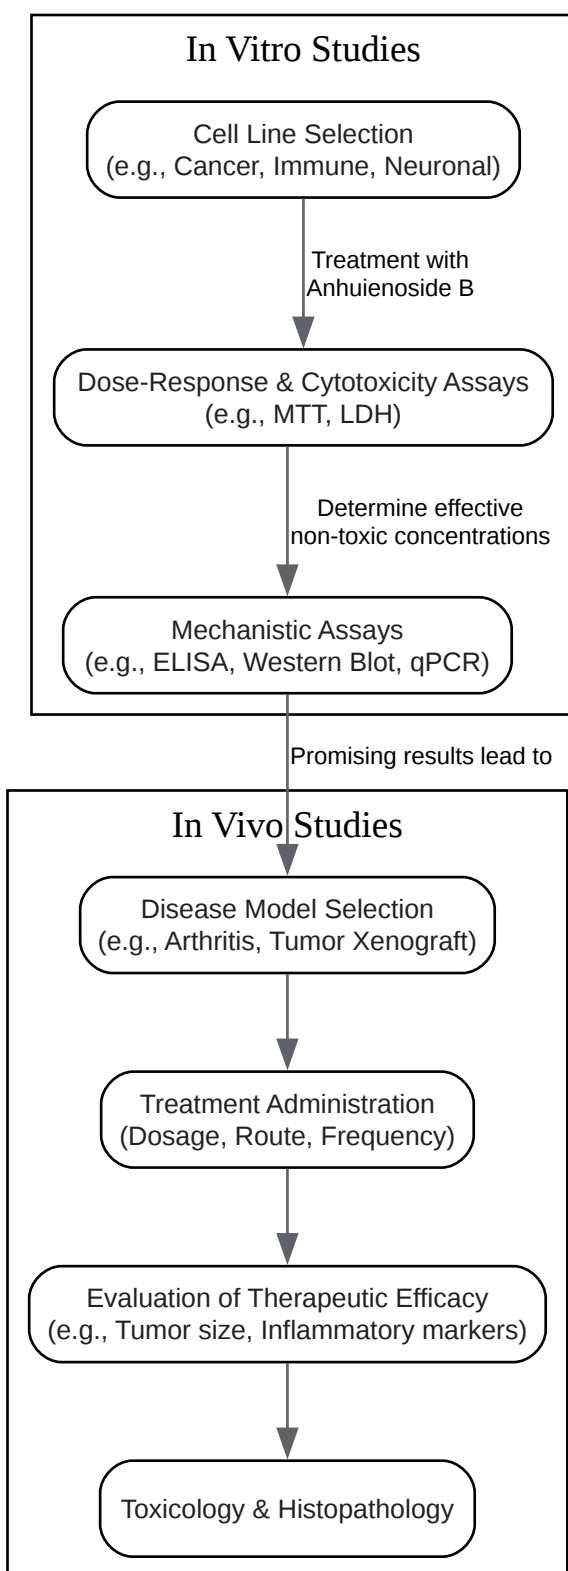 In Vitro Studies
Cell Line Selection
(e.g., Cancer, Immune, Neuronal)
Treatment with
Anhuienoside B
Dose-Response & Cytotoxicity Assays
(e.g., MTT, LDH)
Determine effective
non-toxic concentrations
Mechanistic Assays
(e.g., ELISA, Western Blot, qPCR)
Promising results lead to
In Vivo Studies
Disease Model Selection
(e.g., Arthritis, Tumor Xenograft)
Treatment Administration
(Dosage, Route, Frequency)
Evaluation of Therapeutic Efficacy
(e.g., Tumor size, Inflammatory markers)
Toxicology & Histopathology